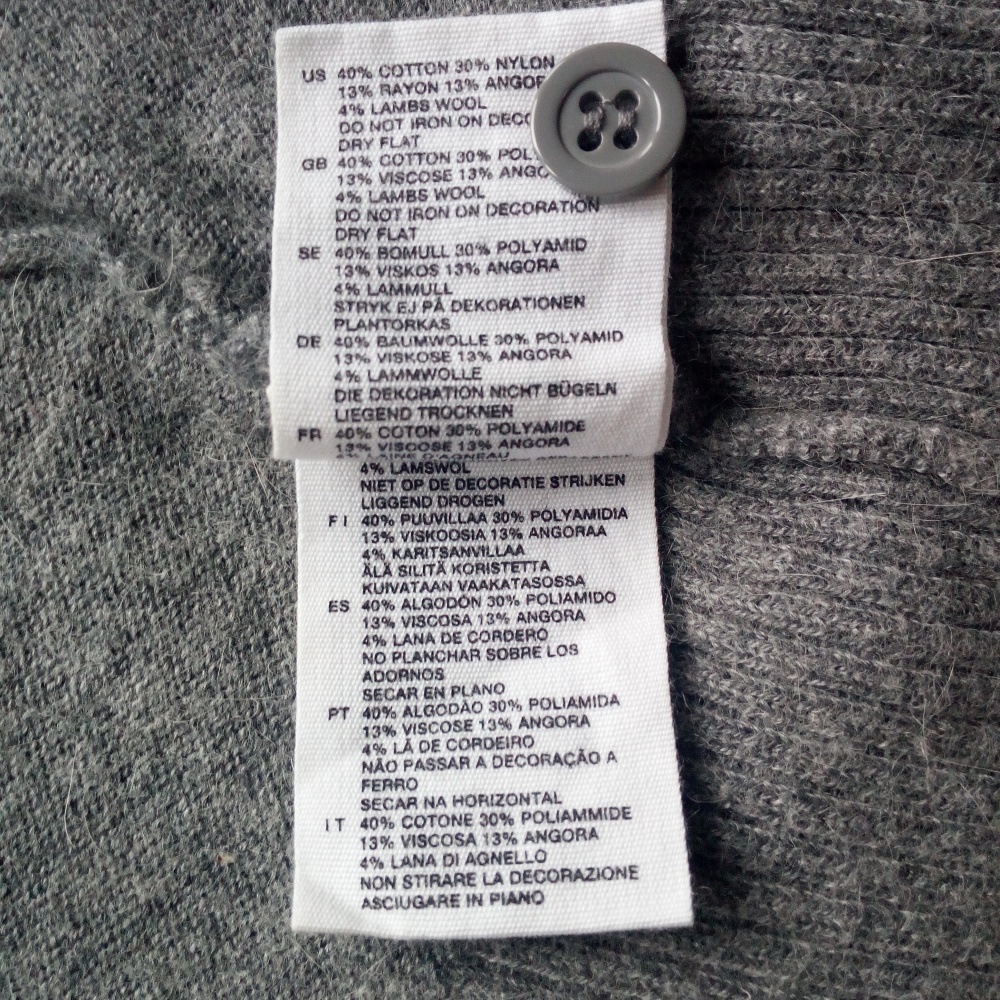 US 40% COTTON 30% NYLON
13% RAYON 13%
4% LAMBS WOOL
DO NOT IRON ON
DRY FLAT
GB 40% COTTON 30%
13% VISCOSE 13%
4% LAMBS WOOL
DO NOT IRON ON DECORATION
DRY FLAT
SE 40% BOMULL 30% POLYAMID
13% VISKOS 13% ANGORA
4% LAMMULL
STRYK EJ PÅ DEKORATIONEN
PLANTORKAS
DE 40% BAUMWOLLE 30% POLYAMID
13% VISKOSE 13% ANGORA
4% LAMMWOLLE
DIE DEKORATION NICHT BÜGELN
LIEGEND TROCKNEN
FR 40% COTON 30% POLYAMIDE
13% VISCOSE 13% ANGORA
4% LAINE D'AGNEAU
4% LAMSWOL
NIET OP DE DECORATIE STRIJKEN
LIGGEND DROGEN
FI 40% PUUVILLAA 30% POLYAMIDIA
13% VISKOOSIA 13% ANGORAA
4% KARITSANVILLAA
ÄLÄ SILITÄ KORISTETTA
KUIVATAAN VAAKATASOSSA
ES 40% ALGODÓN 30% POLIAMIDO
13% VISCOSA 13% ANGORA
4% LANA DE CORDERO
NO PLANCHAR SOBRE LOS
ADORNOS
SECAR EN PLANO
PT 40% ALGODÃO 30% POLIAMIDA
13% VISCOSE 13% ANGORA
4% LÃ DE CORDEIRO
NÃO PASSAR A DECORAÇÃO A
FERRO
SECAR NA HORIZONTAL
IT 40% COTONE 30% POLIAMMIDE
13% VISCOSA 13% ANGORA
4% LANA DI AGNELLO
NON STIRARE LA DECORAZIONE
ASCIUGARE IN PIANO